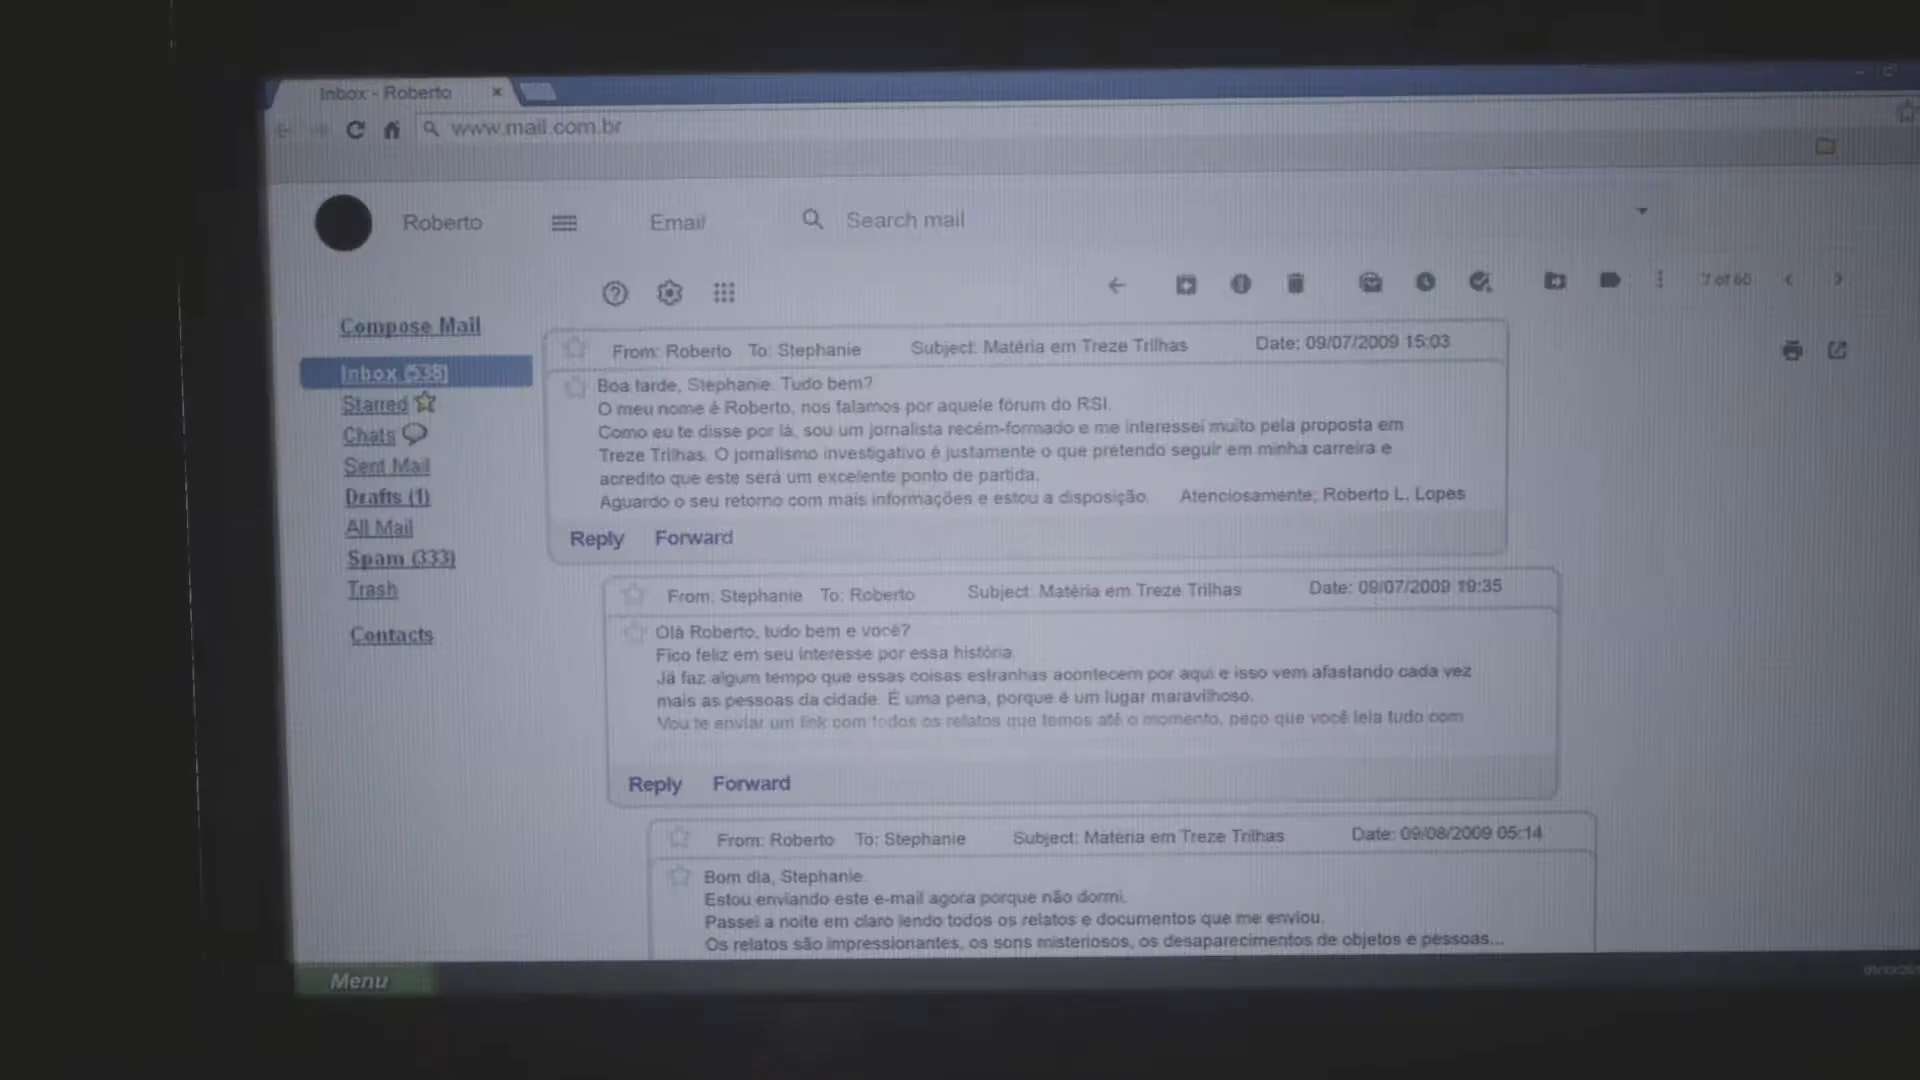 Inbox - Roberto
www.mail.com.br
Roberto Email Search mail
7 of 60
Compose Mail
Inbox (538)
Starred
Chats
Sent Mail
Drafts (1)
All Mail
Spam (333)
Trash
Contacts
From: Roberto To: Stephanie Subject: Matéria em Treze Trilhas Date: 09/07/2009 15:03
Boa tarde, Stephanie. Tudo bem?
O meu nome é Roberto, nos falamos por aquele fórum do RSI.
Como eu te disse por lá, sou um jornalista recém-formado e me interessei muito pela proposta em
Treze Trilhas. O jornalismo investigativo é justamente o que pretendo seguir em minha carreira e
acredito que este será um excelente ponto de partida.
Aguardo o seu retorno com mais informações e estou a disposição. Atenciosamente; Roberto L. Lopes
Reply Forward
From: Stephanie To: Roberto Subject: Matéria em Treze Trilhas Date: 09/07/2009 19:35
Olá Roberto, tudo bem e você?
Fico feliz em seu interesse por essa história
Já faz algum tempo que essas coisas estranhas acontecem por aqui e isso vem afastando cada vez
mais as pessoas da cidade. É uma pena, porque é um lugar maravilhoso.
Vou te enviar um link com todos os relatos que temos até o momento, peço que você leia tudo com
Reply Forward
From: Roberto To: Stephanie Subject: Matéria em Treze Trilhas Date: 09/08/2009 05:14
Bom dia, Stephanie.
Estou enviando este e-mail agora porque não dormi.
Passei a noite em claro lendo todos os relatos e documentos que me enviou.
Os relatos são impressionantes, os sons misteriosos, os desaparecimentos de objetos e pessoas...
Menu